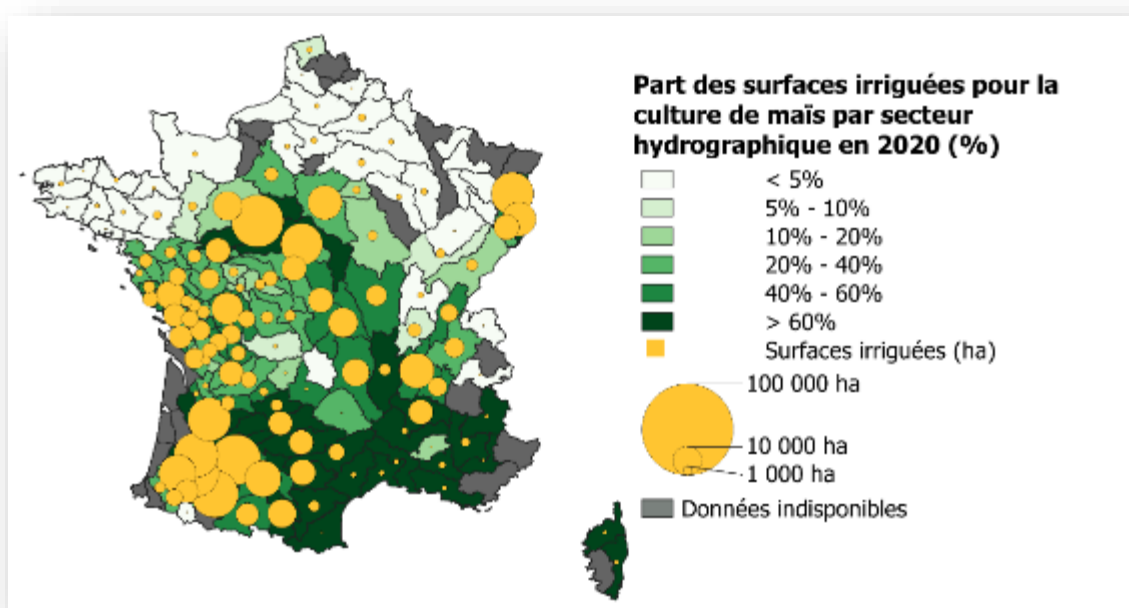 Part des surfaces irriguées pour la
culture de maïs par secteur
hydrographique en 2020 (%)
< 5%
5% - 10%
10% - 20%
20% - 40%
40% - 60%
> 60%
Surfaces irriguées (ha)
100 000 ha
10 000 ha
1 000 ha
Données indisponibles